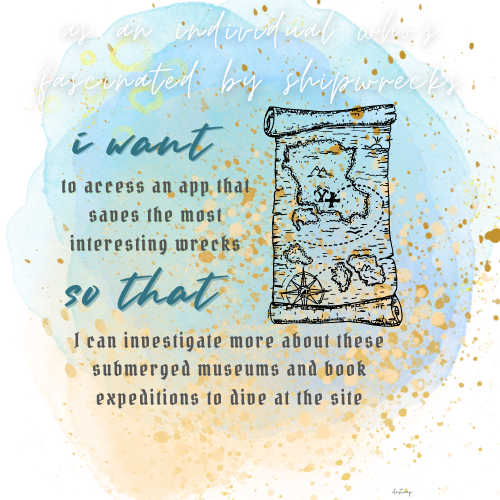 as an individual who's
fascinated by shipwrecks
i want
to access an app that
saves the most
interesting wrecks
so that
I can investigate more about these
submerged museums and book
expeditions to dive at the site